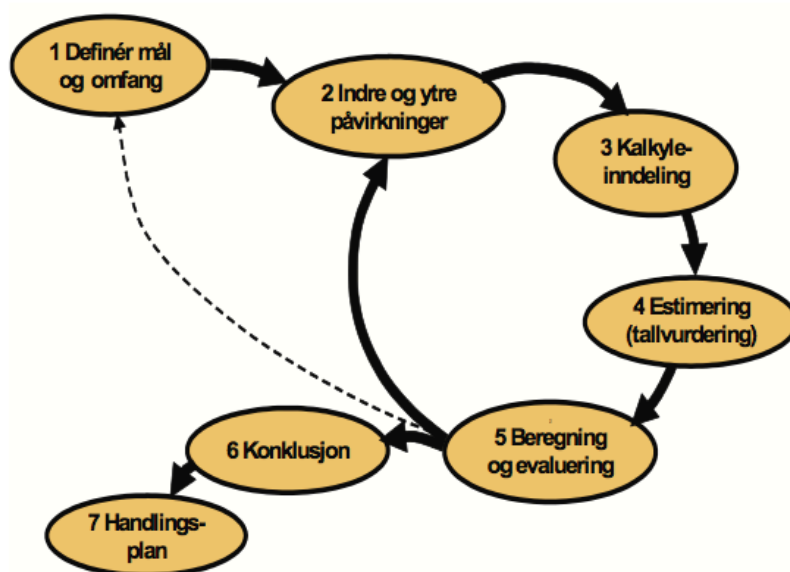 1 Definér mål
og omfang
2 Indre og ytre
påvirkninger
3 Kalkyle-
inndeling
4 Estimering
(tallvurdering)
5 Beregning
og evaluering
6 Konklusjon
7 Handlings-
plan